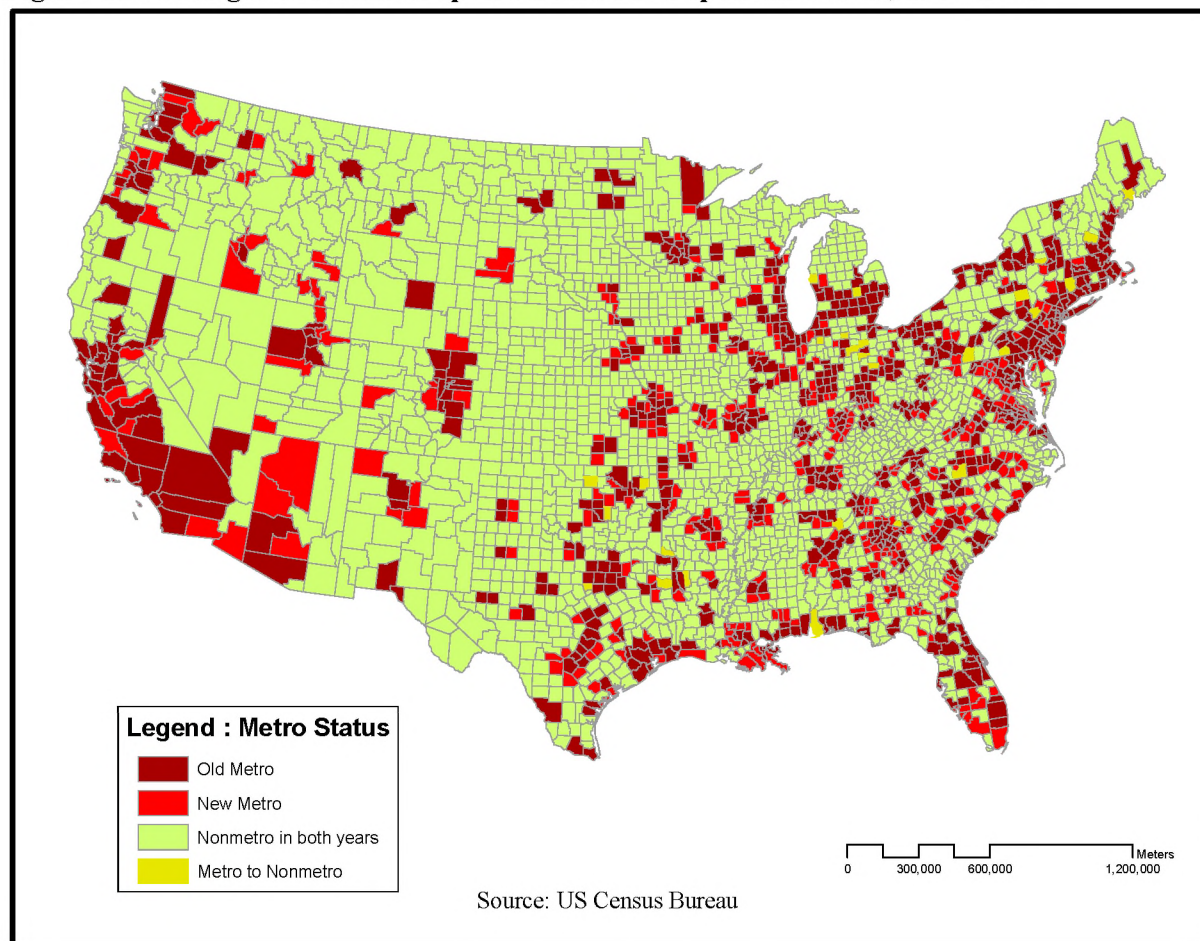 Legend : Metro Status
Old Metro
New Metro
Nonmetro in both years
Metro to Nonmetro
Meters
0 300,000 600,000 1,200,000
Source: US Census Bureau